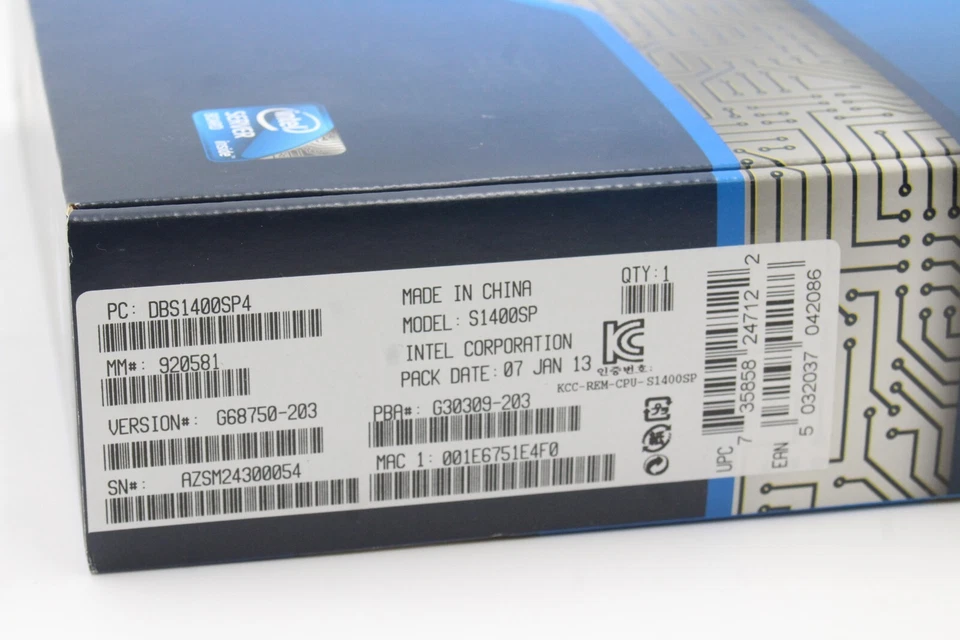 intel
SERVER
BOARD
inside™
PC: DBS1400SP4
MM#: 920581
VERSION#: G68750-203
SN#: AZSM24300054
MADE IN CHINA
MODEL: S1400SP
INTEL CORPORATION
PACK DATE: 07 JAN 13
PBA#: G30309-203
MAC 1: 001E6751E4F0
QTY: 1
인증번호:
KCC-REM-CPU-S1400SP
UPC
7 35858 24712 2
EAN
5 032037 042086